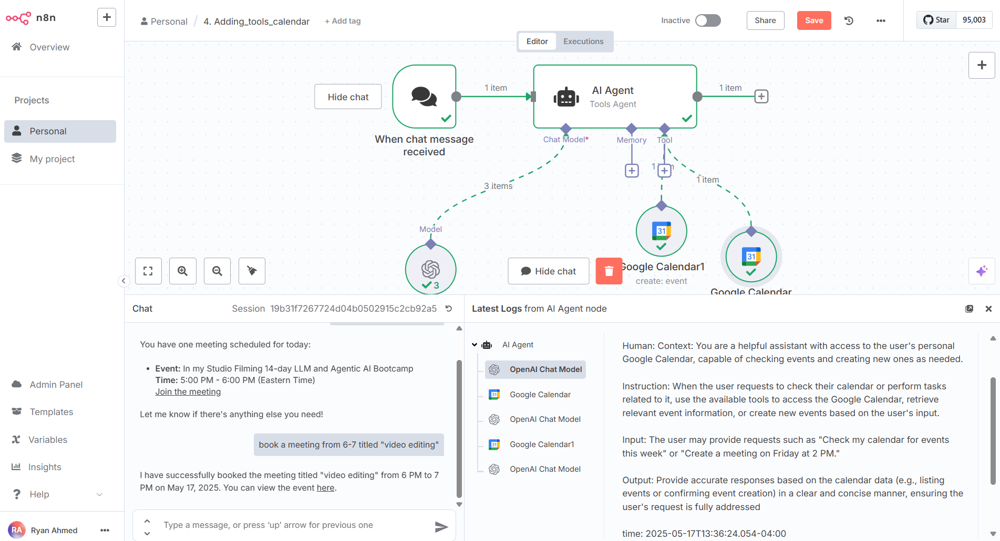 n8n
Overview
Projects
Personal
My project
Admin Panel
Templates
Variables
Insights
Help
RA
Ryan Ahmed
Personal / 4. Adding_tools_calendar + Add tag
Inactive
Share
Save
Star 95,003
Editor Executions
Hide chat
1 item
AI Agent
Tools Agent
1 item
When chat message
received
Chat Model*
Memory
Tool
3 items
1 item
Model
31
31
3
Hide chat
Google Calendar1
create: event
Google Calendar
Chat
Session 19b31f7267724d04b0502915c2cb92a5
You have one meeting scheduled for today:
• Event: In my Studio Filming 14-day LLM and Agentic AI Bootcamp
Time: 5:00 PM - 6:00 PM (Eastern Time)
Join the meeting
Let me know if there's anything else you need!
book a meeting from 6-7 titled "video editing"
I have successfully booked the meeting titled "video editing" from 6 PM to 7
PM on May 17, 2025. You can view the event here.
Type a message, or press ‘up’ arrow for previous one
Latest Logs from AI Agent node
AI Agent
OpenAI Chat Model
31 Google Calendar
OpenAI Chat Model
31 Google Calendar1
OpenAI Chat Model
Human: Context: You are a helpful assistant with access to the user's personal
Google Calendar, capable of checking events and creating new ones as needed.
Instruction: When the user requests to check their calendar or perform tasks
related to it, use the available tools to access the Google Calendar, retrieve
relevant event information, or create new events based on the user's input.
Input: The user may provide requests such as "Check my calendar for events
this week" or "Create a meeting on Friday at 2 PM."
Output: Provide accurate responses based on the calendar data (e.g., listing
events or confirming event creation) in a clear and concise manner, ensuring the
user's request is fully addressed
time: 2025-05-17T13:36:24.054-04:00